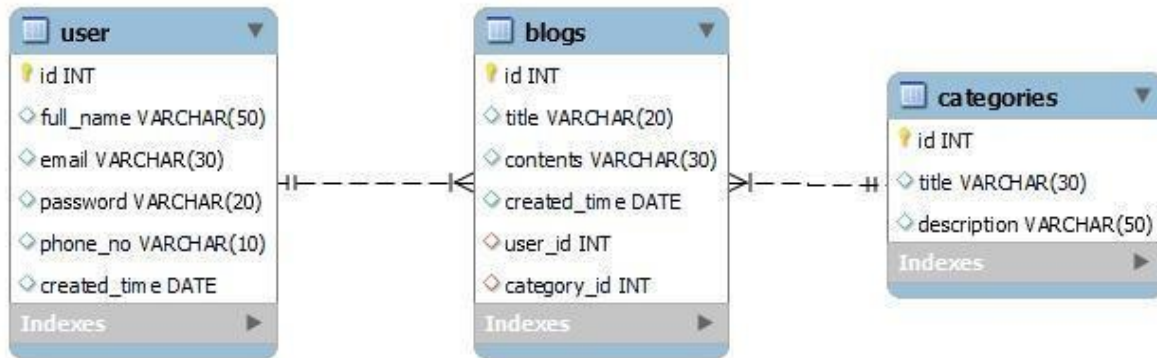 user
id INT
full_name VARCHAR(50)
email VARCHAR(30)
password VARCHAR(20)
phone_no VARCHAR(10)
created_time DATE
Indexes
blogs
id INT
title VARCHAR(20)
contents VARCHAR(30)
created_time DATE
user_id INT
category_id INT
Indexes
categories
id INT
title VARCHAR(30)
description VARCHAR(50)
Indexes